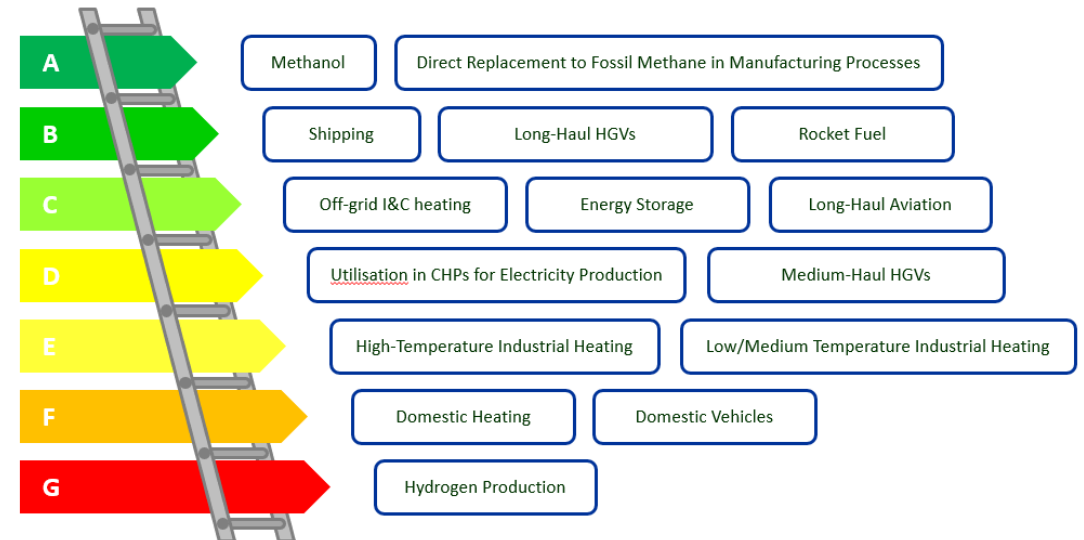 A
Methanol
Direct Replacement to Fossil Methane in Manufacturing Processes
B
Shipping
Long-Haul HGVs
Rocket Fuel
C
Off-grid I&C heating
Energy Storage
Long-Haul Aviation
D
Utilisation in CHPs for Electricity Production
Medium-Haul HGVs
E
High-Temperature Industrial Heating
Low/Medium Temperature Industrial Heating
F
Domestic Heating
Domestic Vehicles
G
Hydrogen Production